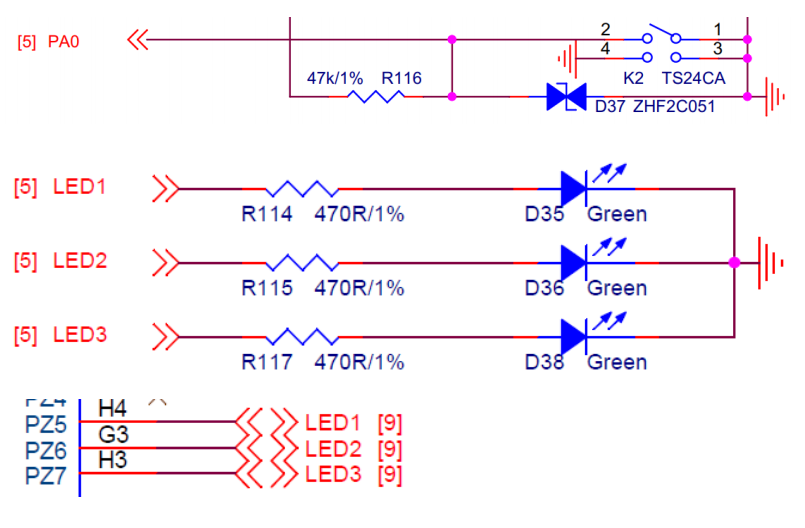 2 1
[5] PA0
4 3
47k/1% R116 K2 TS24CA
D37 ZHF2C051
[5] LED1
R114 470R/1% D35 Green
[5] LED2
R115 470R/1% D36 Green
[5] LED3
R117 470R/1% D38 Green
PZ4
H4
PZ5 LED1 [9]
G3
PZ6 LED2 [9]
H3
PZ7 LED3 [9]